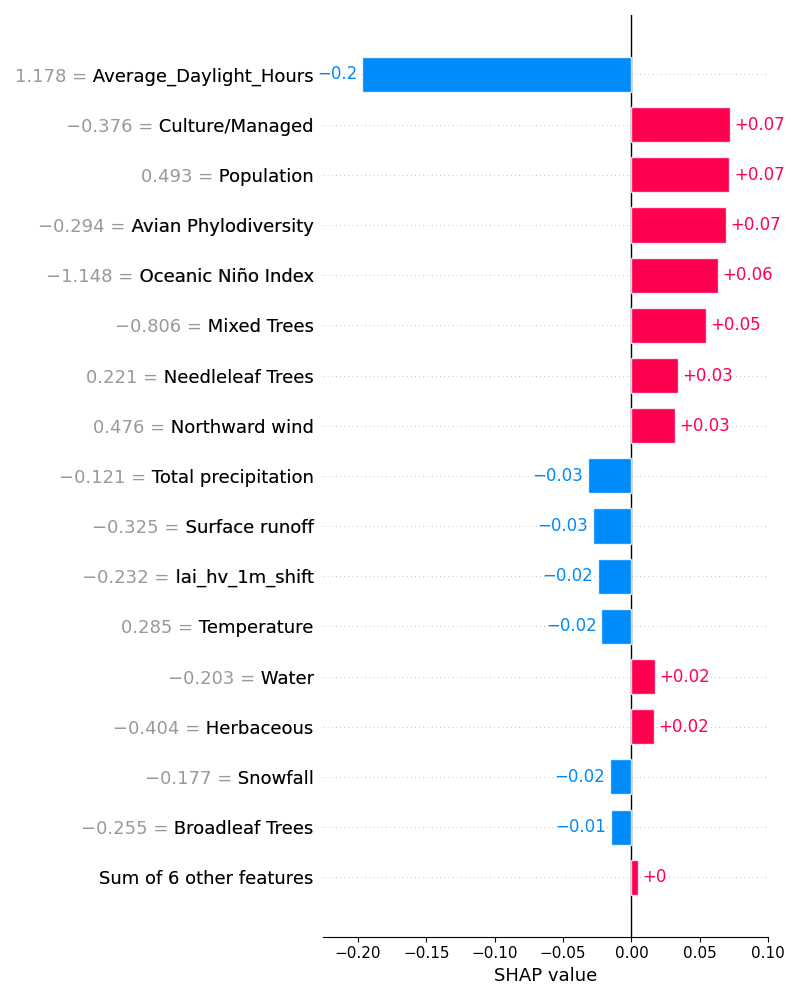 1.178 = Average_Daylight_Hours −0.2
−0.376 = Culture/Managed +0.07
0.493 = Population +0.07
−0.294 = Avian Phylodiversity +0.07
−1.148 = Oceanic Niño Index +0.06
−0.806 = Mixed Trees +0.05
0.221 = Needleleaf Trees +0.03
0.476 = Northward wind +0.03
−0.121 = Total precipitation −0.03
−0.325 = Surface runoff −0.03
−0.232 = lai_hv_1m_shift −0.02
0.285 = Temperature −0.02
−0.203 = Water +0.02
−0.404 = Herbaceous +0.02
−0.177 = Snowfall −0.02
−0.255 = Broadleaf Trees −0.01
Sum of 6 other features +0
−0.20 −0.15 −0.10 −0.05 0.00 0.05 0.10
SHAP value